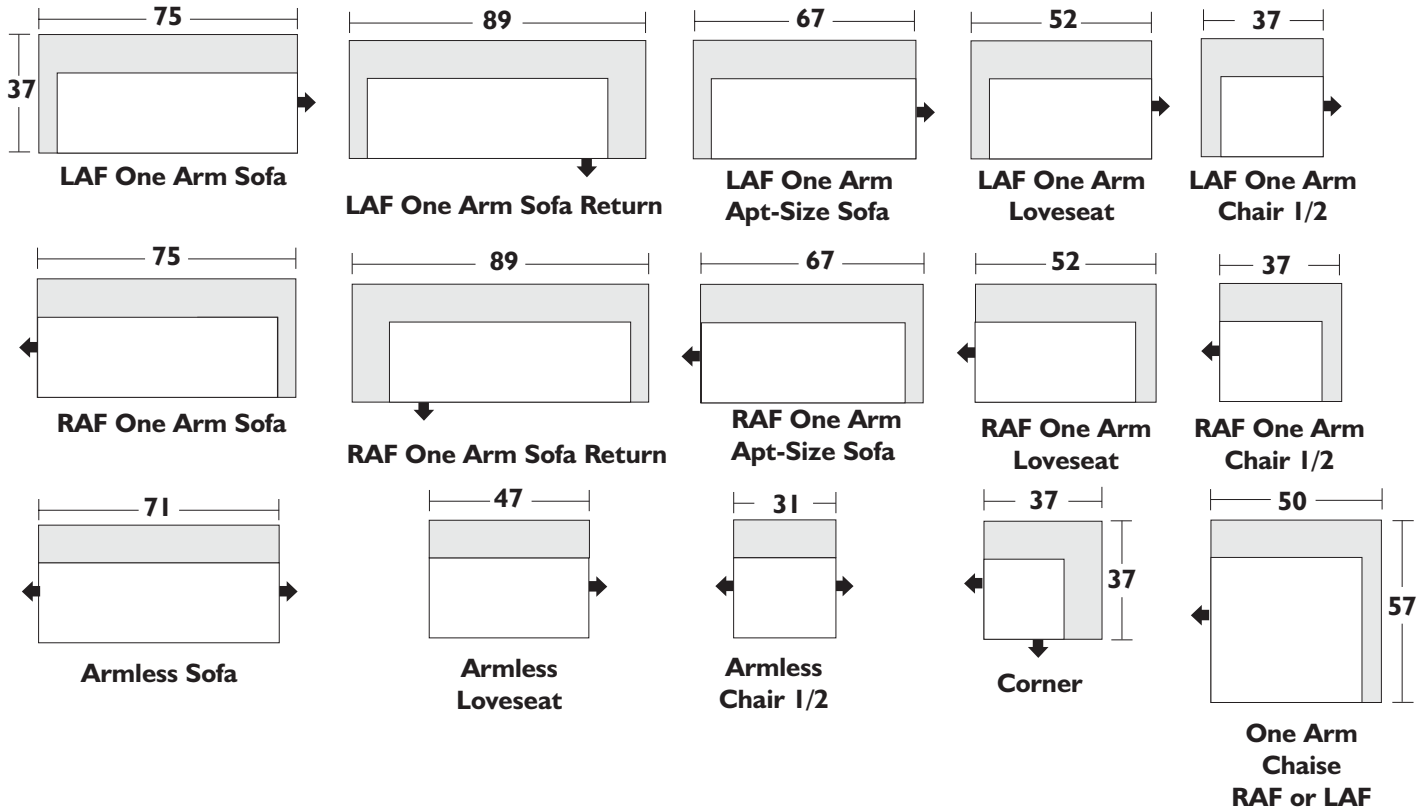 75
89
67
52
37
37
LAF One Arm Sofa
LAF One Arm Sofa Return
LAF One Arm
Apt-Size Sofa
LAF One Arm
Loveseat
LAF One Arm
Chair 1/2
75
89
67
52
37
RAF One Arm Sofa
RAF One Arm Sofa Return
RAF One Arm
Apt-Size Sofa
RAF One Arm
Loveseat
RAF One Arm
Chair 1/2
71
47
31
37
50
37
57
Armless Sofa
Armless
Loveseat
Armless
Chair 1/2
Corner
One Arm
Chaise
RAF or LAF